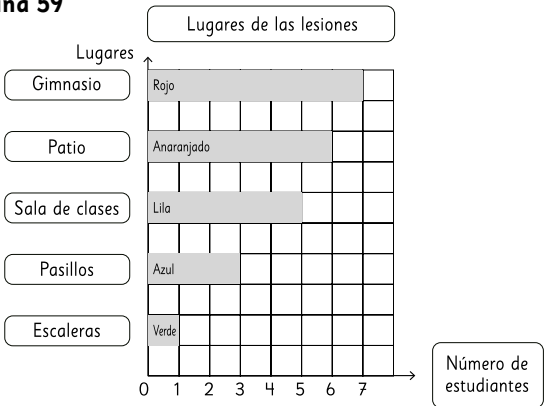 ina 59
Lugares de las lesiones
Lugares
Gimnasio
Rojo
Patio
Anaranjado
Sala de clases
Lila
Pasillos
Azul
Escaleras
Verde
0 1 2 3 4 5 6 7
Número de
estudiantes